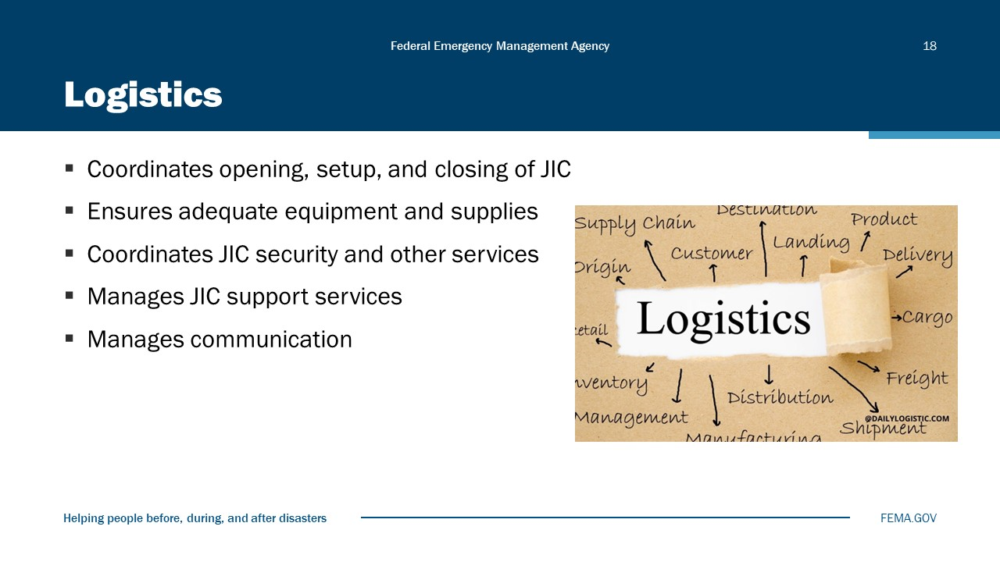 Federal Emergency Management Agency
18
Logistics
Coordinates opening, setup, and closing of JIC
Ensures adequate equipment and supplies
Coordinates JIC security and other services
Manages JIC support services
Manages communication
Destination
Supply Chain
Product
Landing
Customer
Delivery
Origin
Logistics
Cargo
etail
Freight
nventory
Distribution
Management
@DAILYLOGISTIC.COM
Shipment
Manufacturing
Helping people before, during, and after disasters
FEMA.GOV